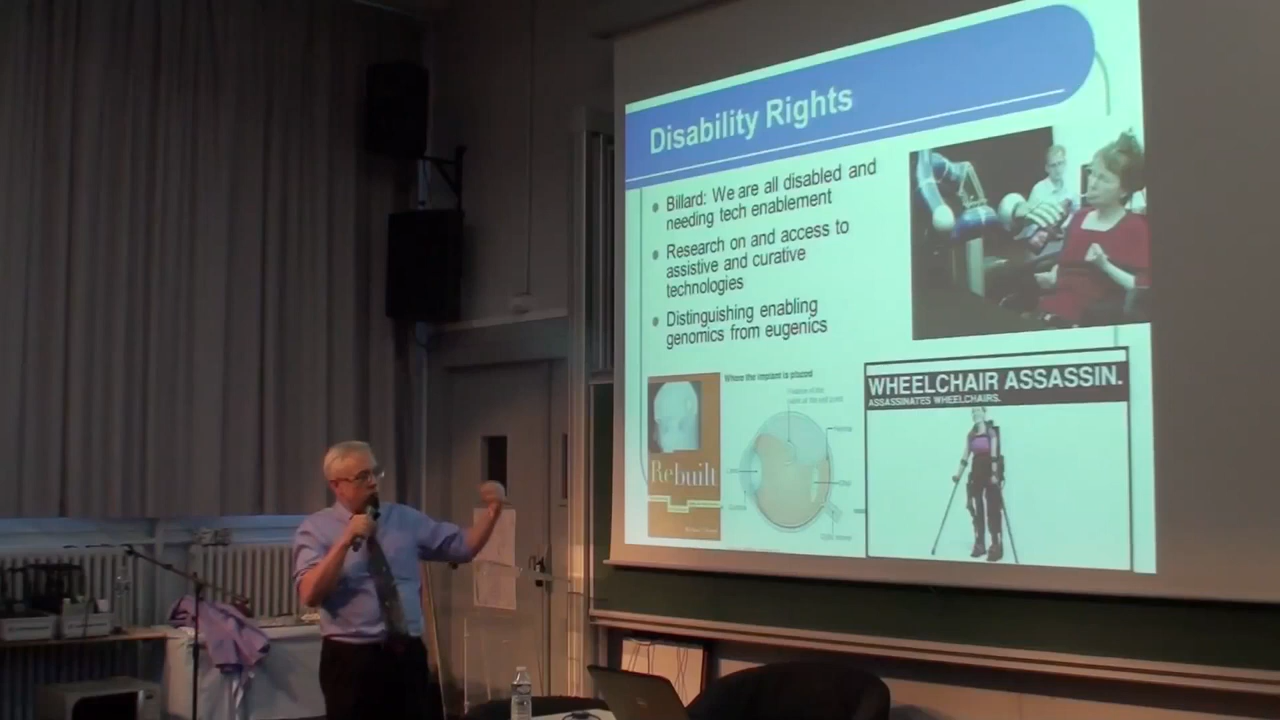 Disability Rights
Billard: We are all disabled and
needing tech enablement
Research on and access to
assistive and curative
technologies
Distinguishing enabling
genomics from eugenics
Where the implant is placed
Rebuilt
WHEELCHAIR ASSASSIN.
ASSASSINATES WHEELCHAIRS.